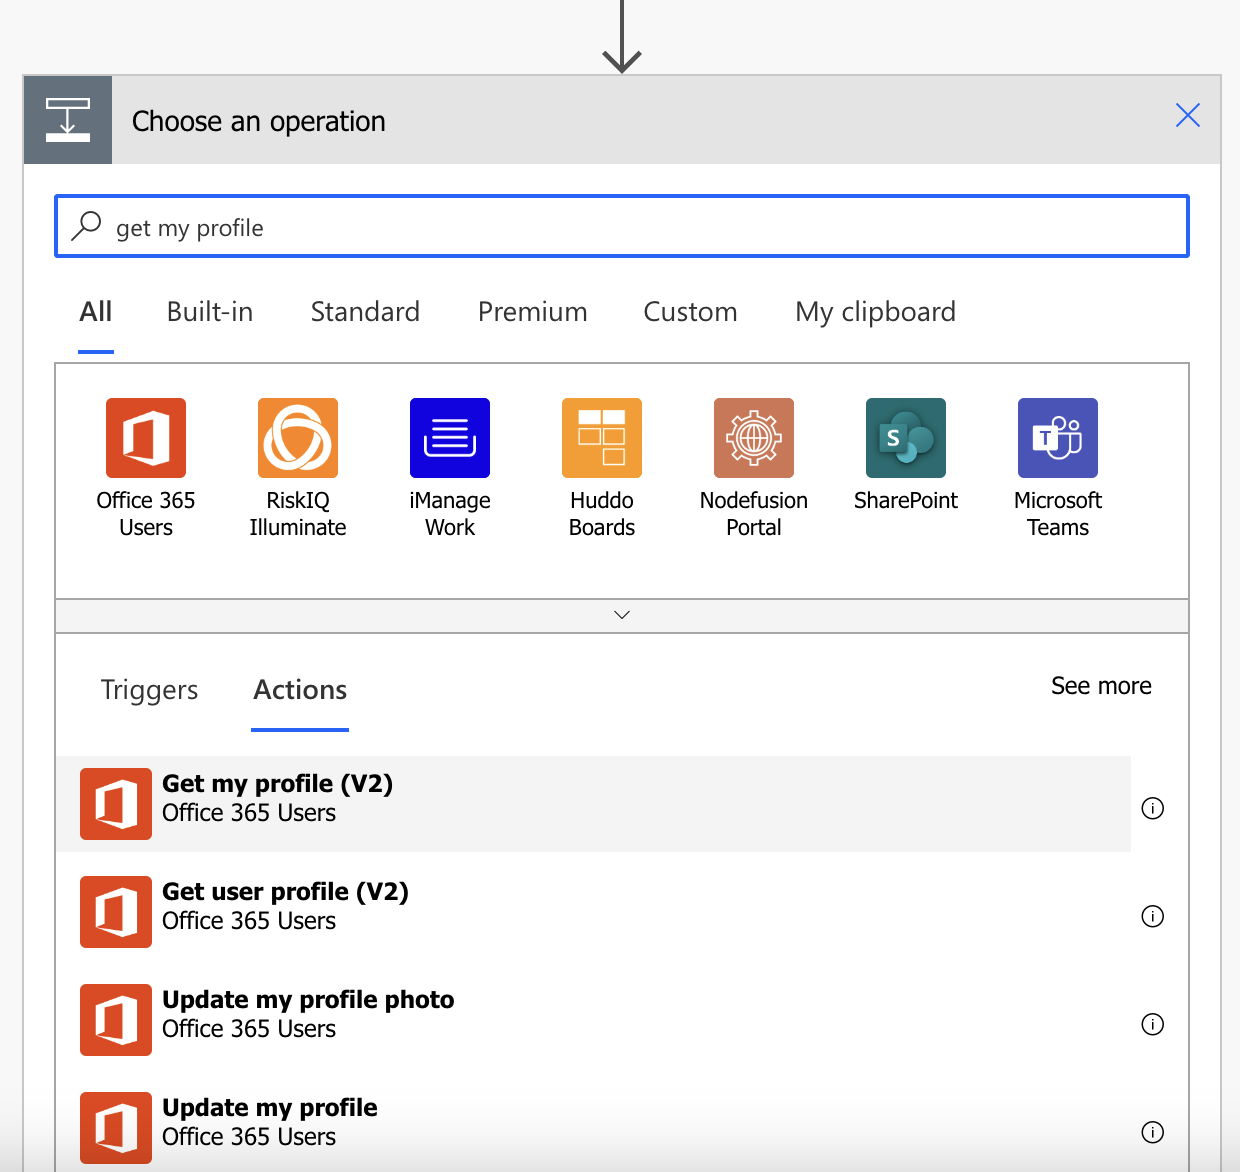 Choose an operation
get my profile
All Built-in Standard Premium Custom My clipboard
Office 365 Users
RiskIQ Illuminate
iManage Work
Huddo Boards
Nodefusion Portal
S
SharePoint
T
Microsoft Teams
Triggers Actions See more
Get my profile (V2)
Office 365 Users
Get user profile (V2)
Office 365 Users
Update my profile photo
Office 365 Users
Update my profile
Office 365 Users